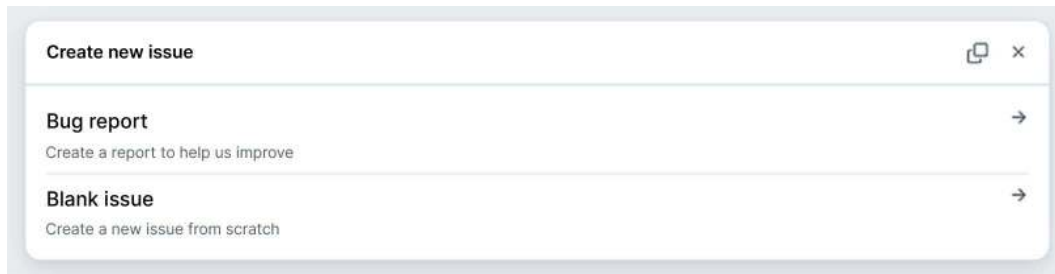 Create new issue
Bug report
Create a report to help us improve
Blank issue
Create a new issue from scratch